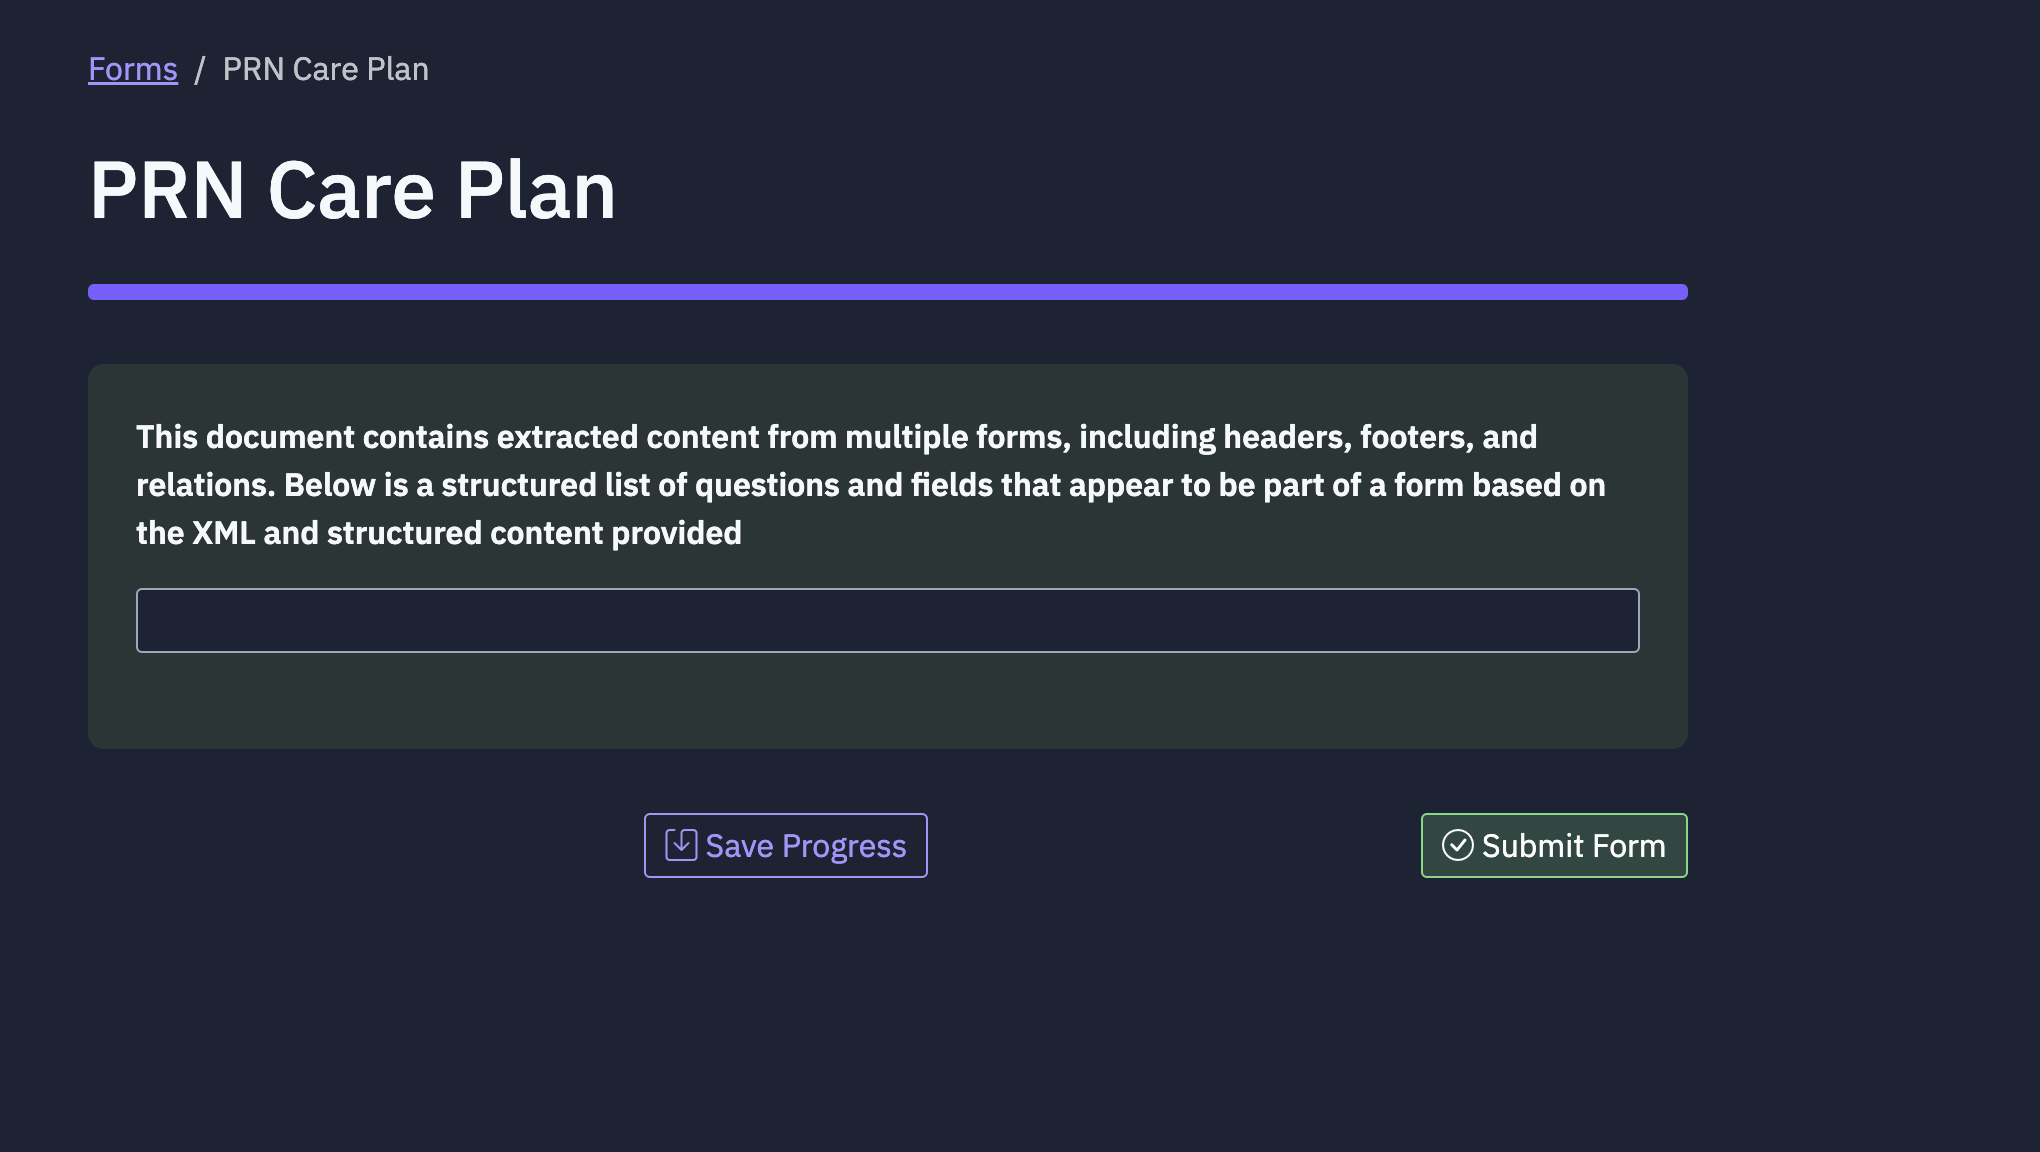 Forms / PRN Care Plan
PRN Care Plan
This document contains extracted content from multiple forms, including headers, footers, and
relations. Below is a structured list of questions and fields that appear to be part of a form based on
the XML and structured content provided
Save Progress
Submit Form